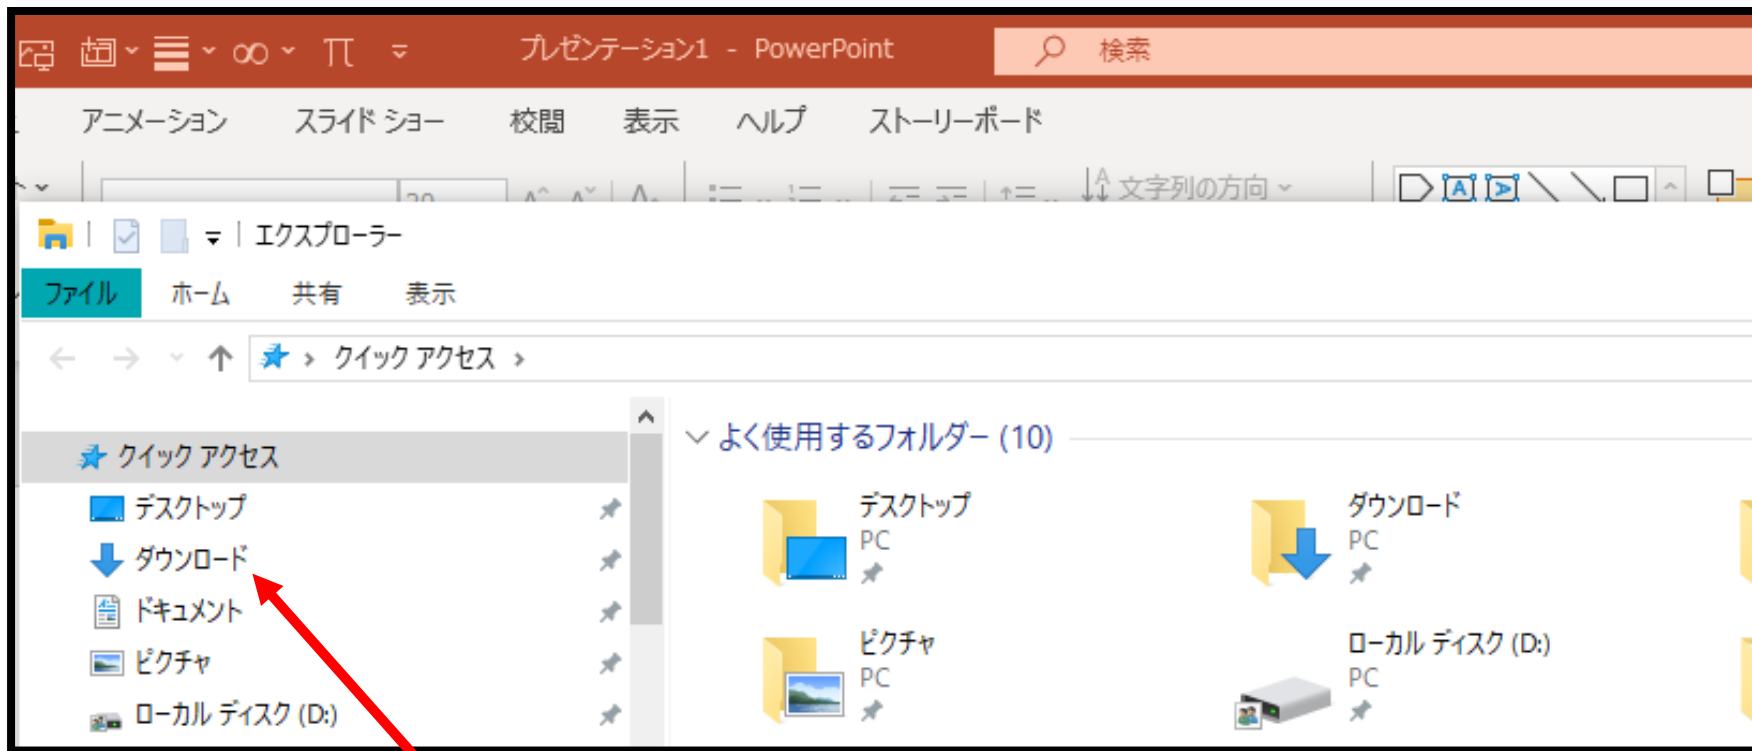 プレゼンテーション1 - PowerPoint 検索
アニメーション スライド ショー 校閲 表示 ヘルプ ストーリーボード
文字列の方向
エクスプローラー
ファイル ホーム 共有 表示
クイック アクセス
クイック アクセス
デスクトップ
ダウンロード
ドキュメント
ピクチャ
ローカル ディスク (D:)
よく使用するフォルダー (10)
デスクトップ
PC
ダウンロード
PC
ピクチャ
PC
ローカル ディスク (D:)
PC